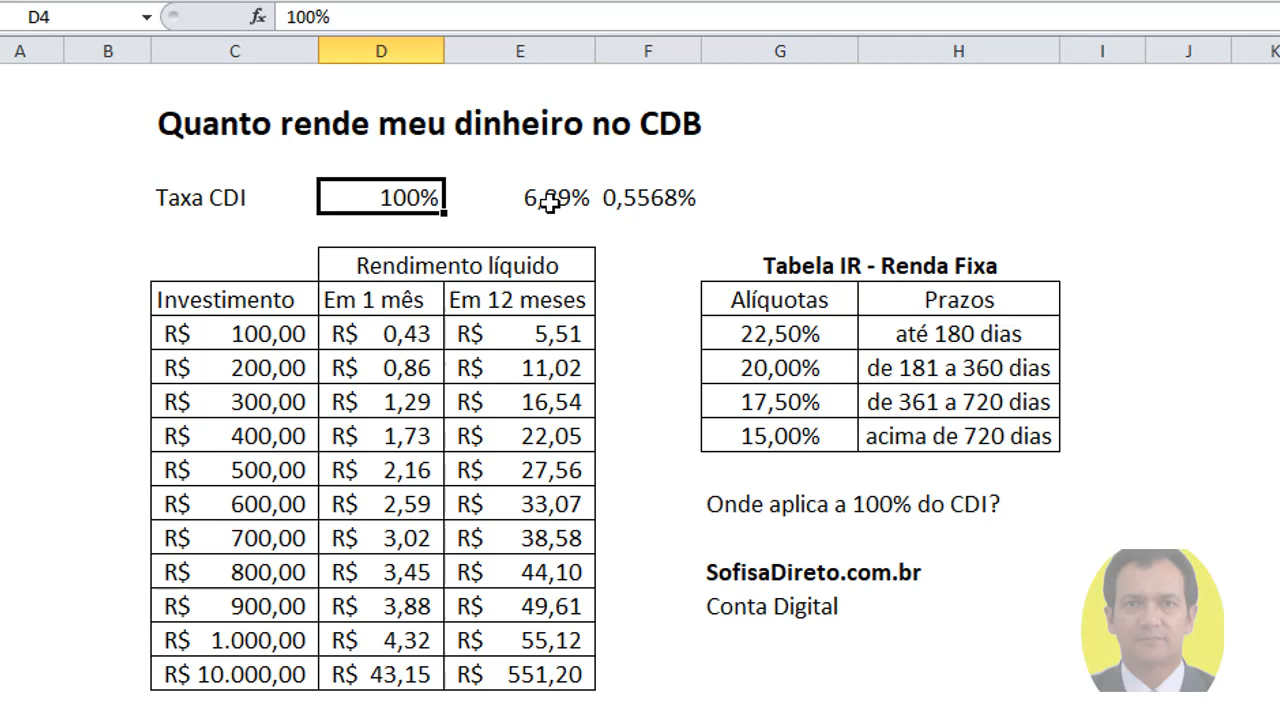 D4 fx 100%
A B C D E F G H I J K
Quanto rende meu dinheiro no CDB
Taxa CDI 100% 0,5568%
Rendimento líquido
Investimento Em 1 mês Em 12 meses
R$ 100,00 R$ 0,43 R$ 5,51
R$ 200,00 R$ 0,86 R$ 11,02
R$ 300,00 R$ 1,29 R$ 16,54
R$ 400,00 R$ 1,73 R$ 22,05
R$ 500,00 R$ 2,16 R$ 27,56
R$ 600,00 R$ 2,59 R$ 33,07
R$ 700,00 R$ 3,02 R$ 38,58
R$ 800,00 R$ 3,45 R$ 44,10
R$ 900,00 R$ 3,88 R$ 49,61
R$ 1.000,00 R$ 4,32 R$ 55,12
R$ 10.000,00 R$ 43,15 R$ 551,20
Tabela IR - Renda Fixa
Alíquotas Prazos
22,50% até 180 dias
20,00% de 181 a 360 dias
17,50% de 361 a 720 dias
15,00% acima de 720 dias
Onde aplica a 100% do CDI?
SofisaDireto.com.br
Conta Digital